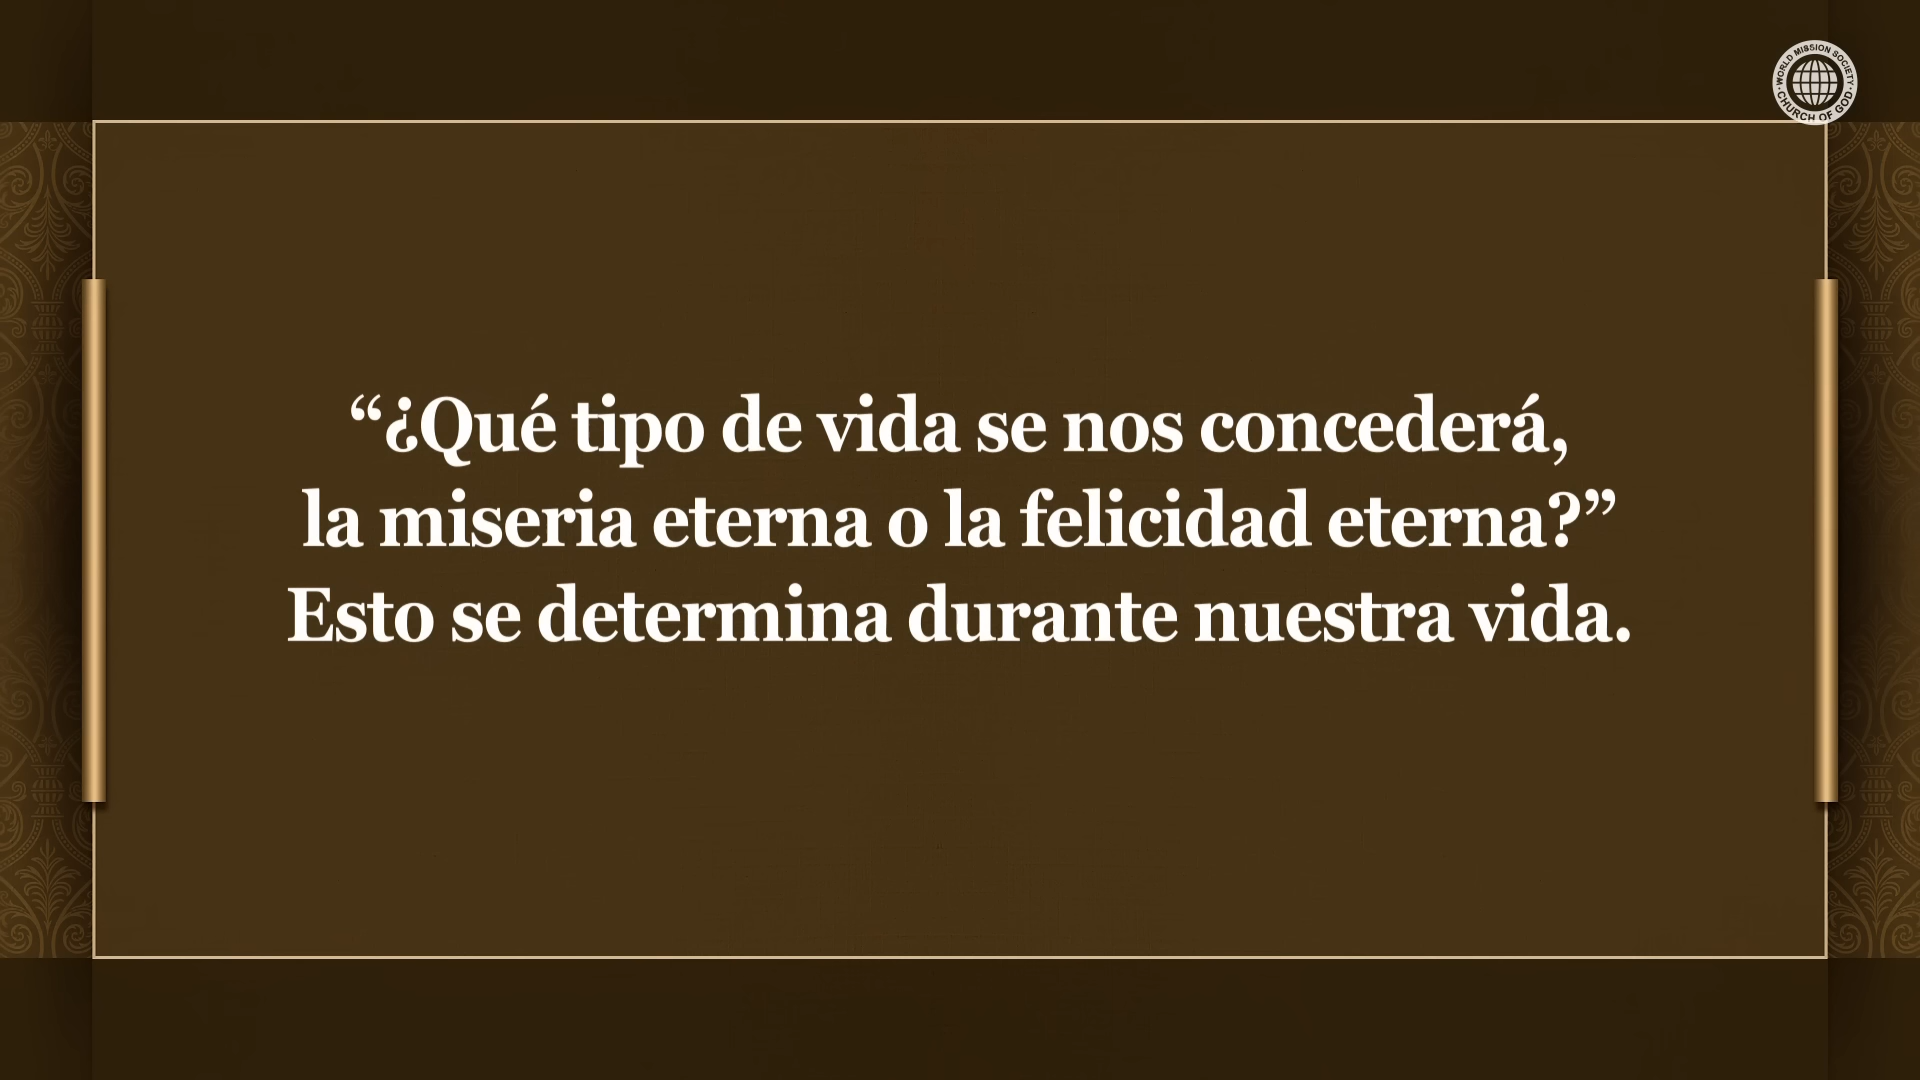 WORLD MISSION SOCIETY
CHURCH OF GOD
“¿Qué tipo de vida se nos concederá,
la miseria eterna o la felicidad eterna?”
Esto se determina durante nuestra vida.